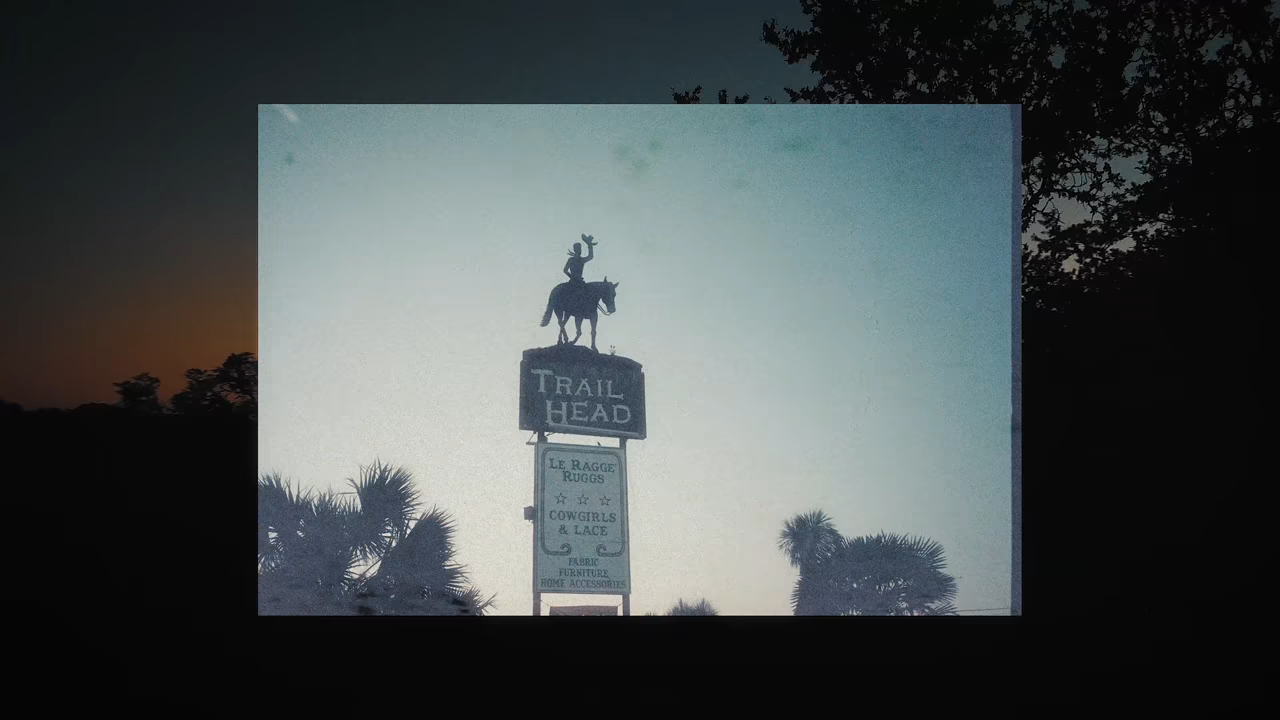 TRAIL
HEAD
LE RAGGE
RUGGS
COWGIRLS
& LACE
FABRIC
FURNITURE
HOME ACCESSORIES